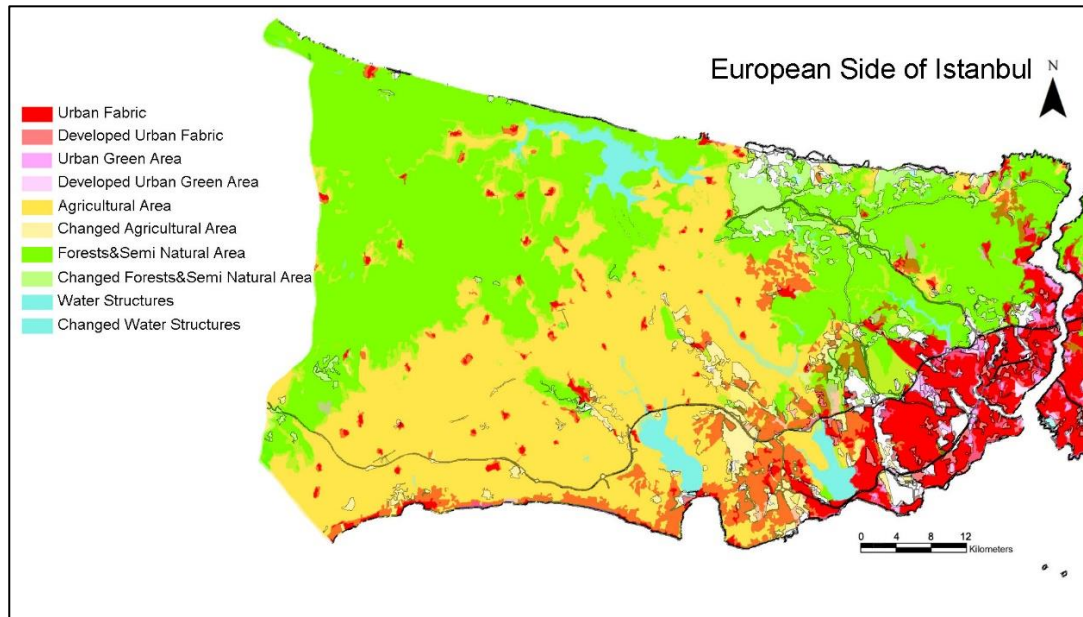 European Side of Istanbul
N
Urban Fabric
Developed Urban Fabric
Urban Green Area
Developed Urban Green Area
Agricultural Area
Changed Agricultural Area
Forests&Semi Natural Area
Changed Forests&Semi Natural Area
Water Structures
Changed Water Structures
0 4 8 12
Kilometers